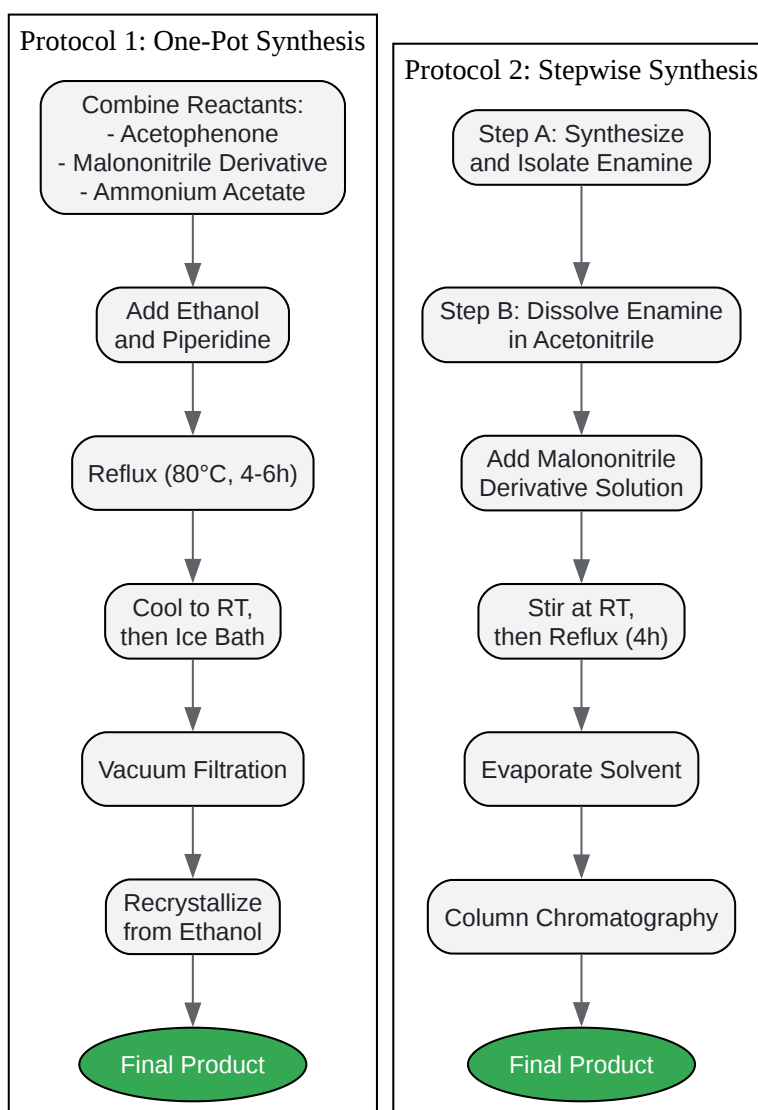 Protocol 1: One-Pot Synthesis
Combine Reactants:
- Acetophenone
- Malononitrile Derivative
- Ammonium Acetate
Add Ethanol
and Piperidine
Reflux (80°C, 4-6h)
Cool to RT,
then Ice Bath
Vacuum Filtration
Recrystallize
from Ethanol
Final Product
Protocol 2: Stepwise Synthesis
Step A: Synthesize
and Isolate Enamine
Step B: Dissolve Enamine
in Acetonitrile
Add Malononitrile
Derivative Solution
Stir at RT,
then Reflux (4h)
Evaporate Solvent
Column Chromatography
Final Product